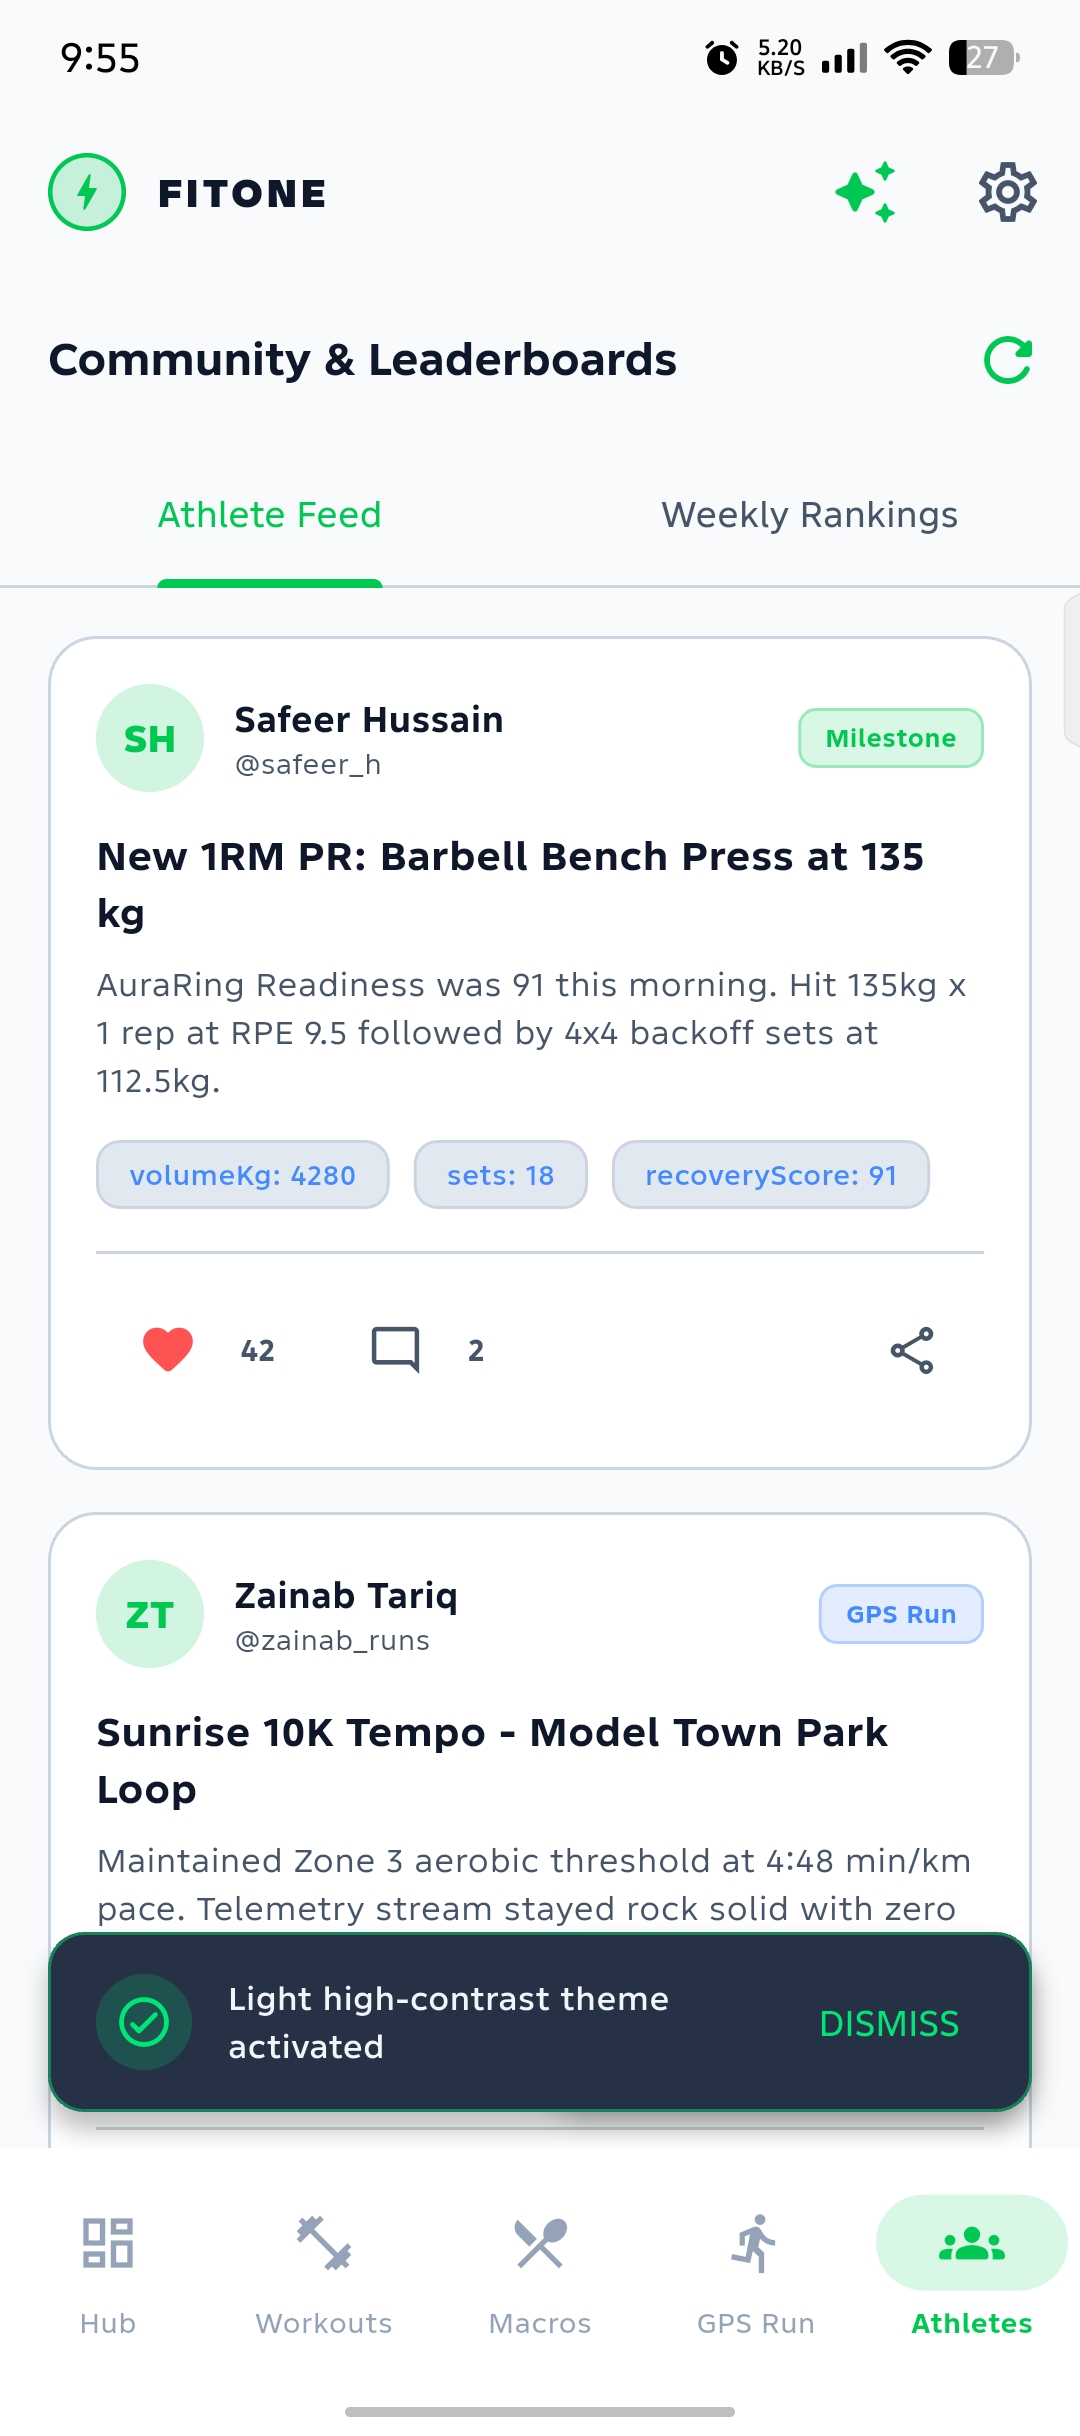 9:55
5.20
KB/S
27
FITONE
Community & Leaderboards
Athlete Feed
Weekly Rankings
SH
Safeer Hussain
@safeer_h
Milestone
New 1RM PR: Barbell Bench Press at 135
kg
AuraRing Readiness was 91 this morning. Hit 135kg x
1 rep at RPE 9.5 followed by 4x4 backoff sets at
112.5kg.
volumeKg: 4280
sets: 18
recoveryScore: 91
42
2
ZT
Zainab Tariq
@zainab_runs
GPS Run
Sunrise 10K Tempo - Model Town Park
Loop
Maintained Zone 3 aerobic threshold at 4:48 min/km
pace. Telemetry stream stayed rock solid with zero
Light high-contrast theme
activated
DISMISS
Hub
Workouts
Macros
GPS Run
Athletes